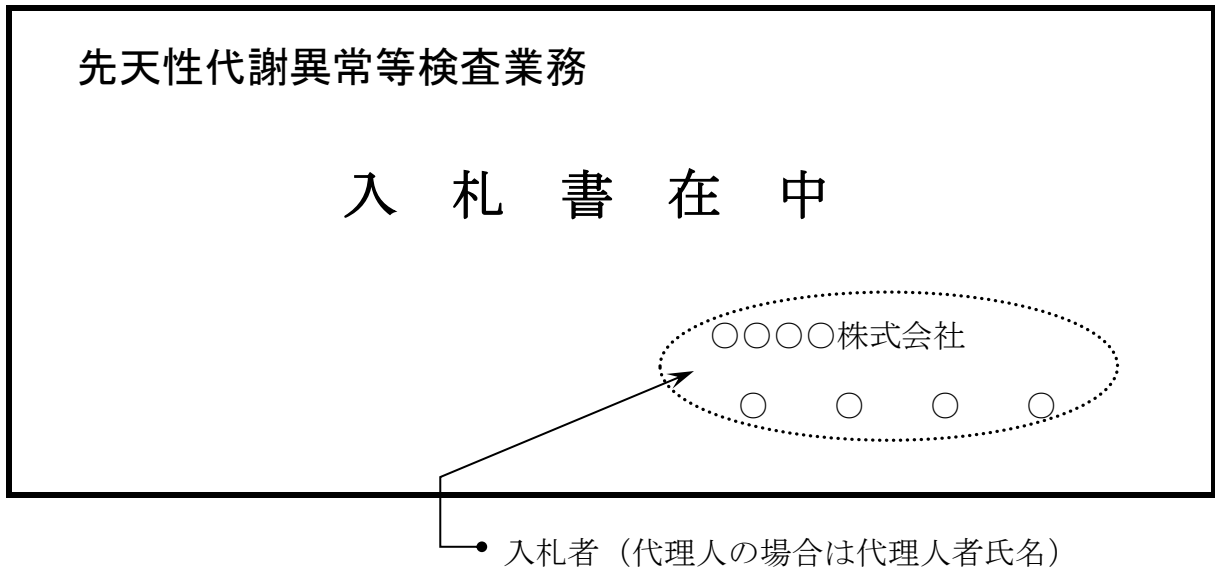 先天性代謝異常等検査業務
入 札 書 在 中
○○○○株式会社
○ ○ ○ ○
入札者（代理人の場合は代理人者氏名）